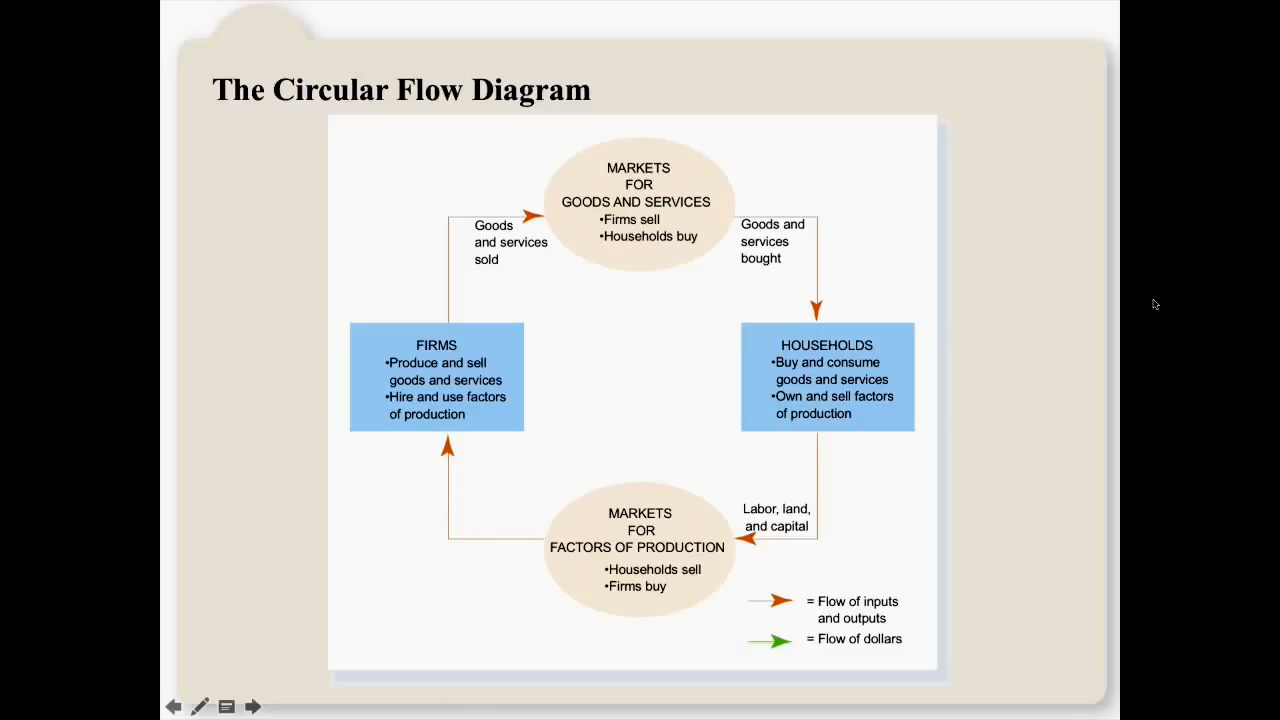 The Circular Flow Diagram
MARKETS
FOR
GOODS AND SERVICES
•Firms sell
•Households buy
Goods
and services
sold
Goods and
services
bought
FIRMS
•Produce and sell
goods and services
•Hire and use factors
of production
HOUSEHOLDS
•Buy and consume
goods and services
•Own and sell factors
of production
MARKETS
FOR
FACTORS OF PRODUCTION
•Households sell
•Firms buy
Labor, land,
and capital
= Flow of inputs
and outputs
= Flow of dollars